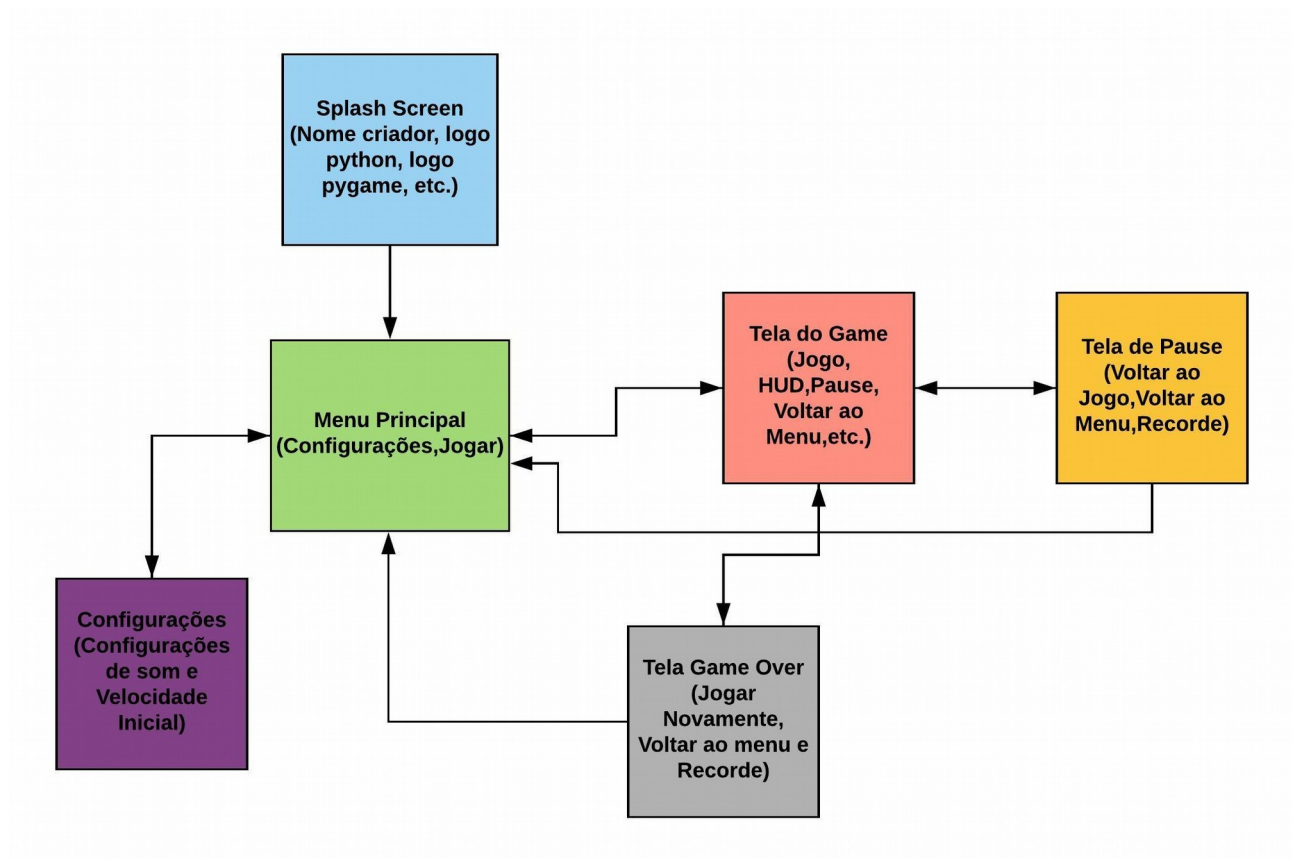 Splash Screen
(Nome criador, logo
python, logo
pygame, etc.)
Menu Principal
(Configurações,Jogar)
Tela do Game
(Jogo,
HUD,Pause,
Voltar ao
Menu,etc.)
Tela de Pause
(Voltar ao
Jogo,Voltar ao
Menu,Recorde)
Configurações
(Configurações
de som e
Velocidade
Inicial)
Tela Game Over
(Jogar
Novamente,
Voltar ao menu e
Recorde)